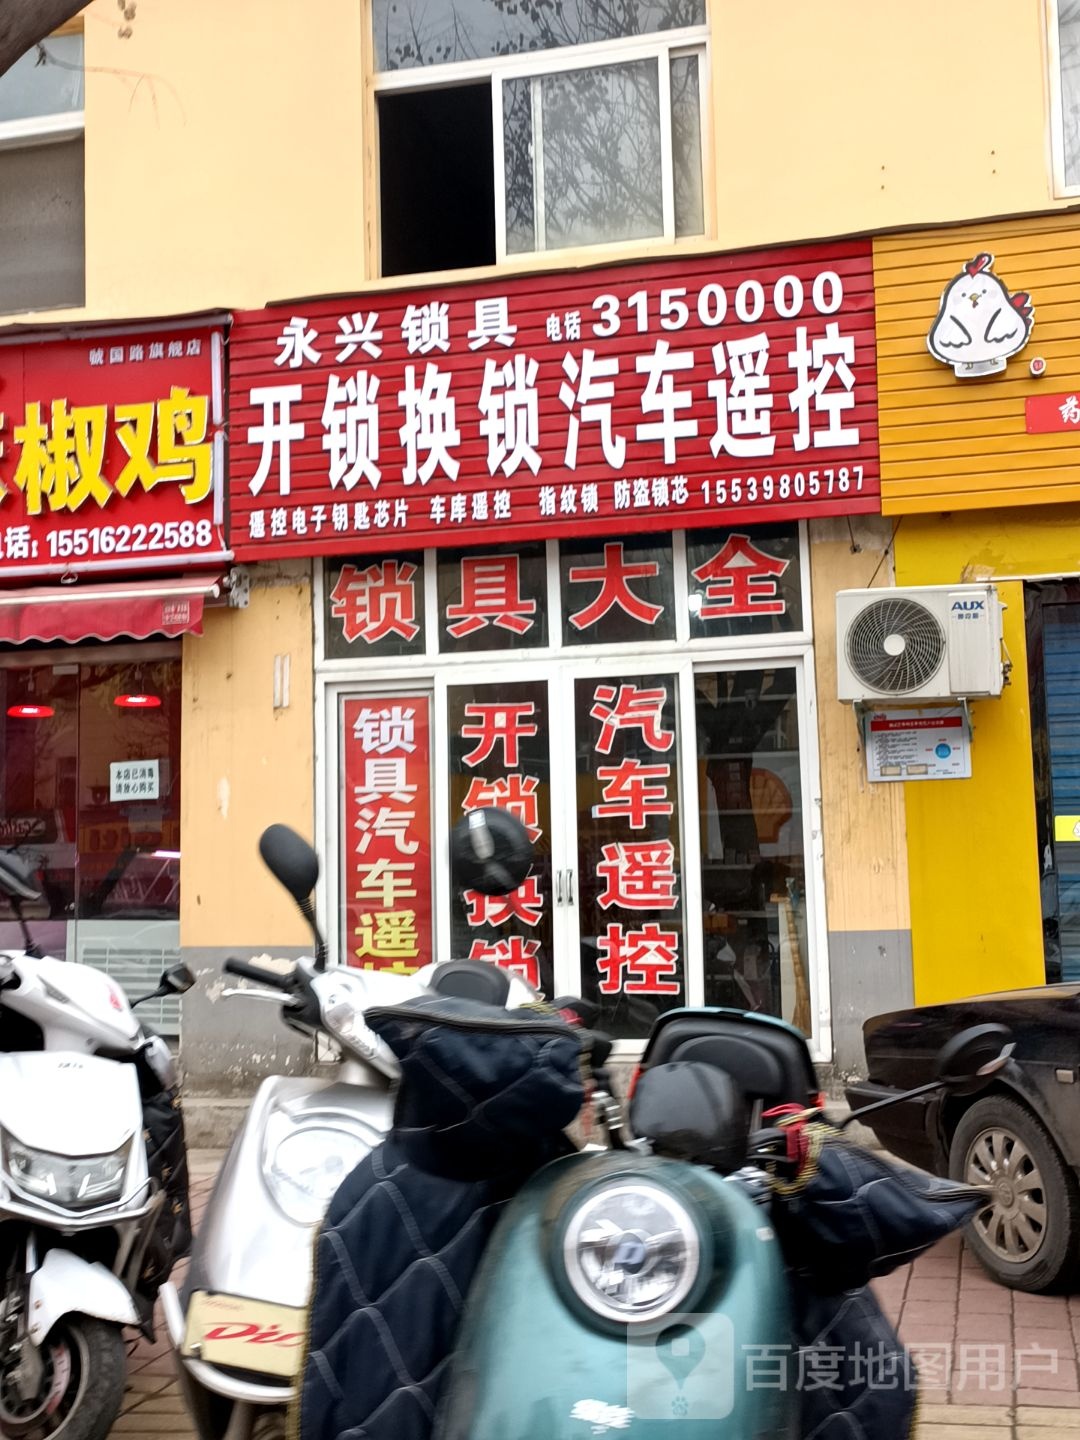 永兴锁具 电话 3150000
开锁换锁汽车遥控
遥控电子钥匙芯片 车库遥控 指纹锁 防盗锁芯 15539805787
虢国路旗舰店
椒鸡
电话：15516222588
药
锁具大全
锁具汽车遥控
开锁换锁
汽车遥控
AUX
本店已消毒
请放心购买
百度地图用户